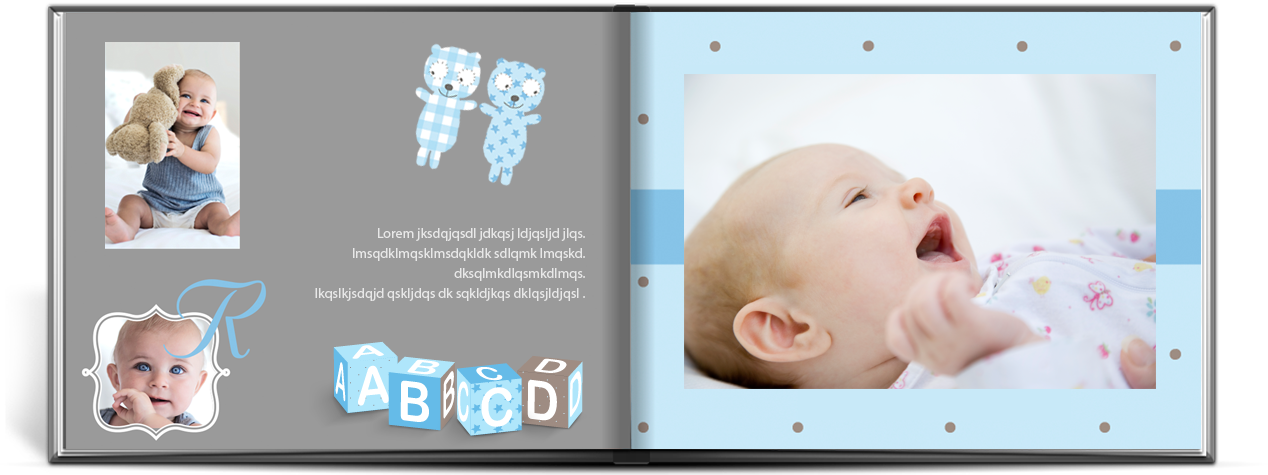 Lorem jksdqjqsdl jdkqsj ldjqsljd jlqs.
lmsqdklmqsklmsdqkldk sdlqmk lmqskd.
dksqlmkdlqsmkdlmqs.
lkqslkjsdqjd qskljdqs dk sqkldjkqs dklqsjldjqsl .
R
A A A B B B C C C D D D